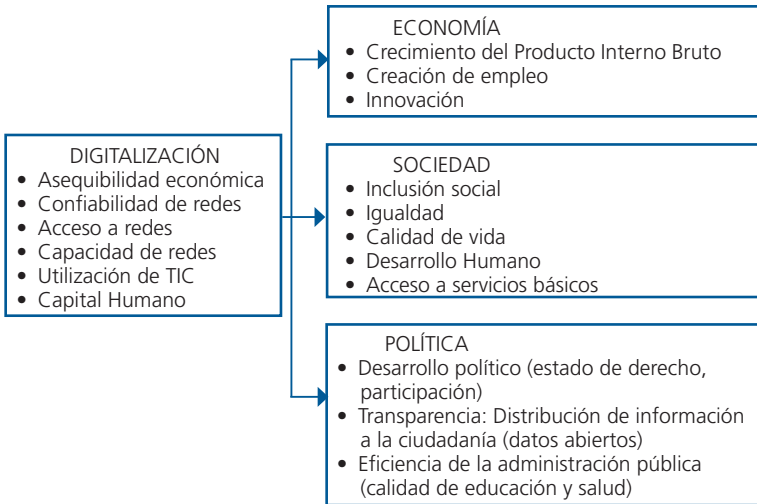 DIGITALIZACIÓN
• Asequibilidad económica
• Confiabilidad de redes
• Acceso a redes
• Capacidad de redes
• Utilización de TIC
• Capital Humano
ECONOMÍA
• Crecimiento del Producto Interno Bruto
• Creación de empleo
• Innovación
SOCIEDAD
• Inclusión social
• Igualdad
• Calidad de vida
• Desarrollo Humano
• Acceso a servicios básicos
POLÍTICA
• Desarrollo político (estado de derecho,
participación)
• Transparencia: Distribución de información
a la ciudadanía (datos abiertos)
• Eficiencia de la administración pública
(calidad de educación y salud)